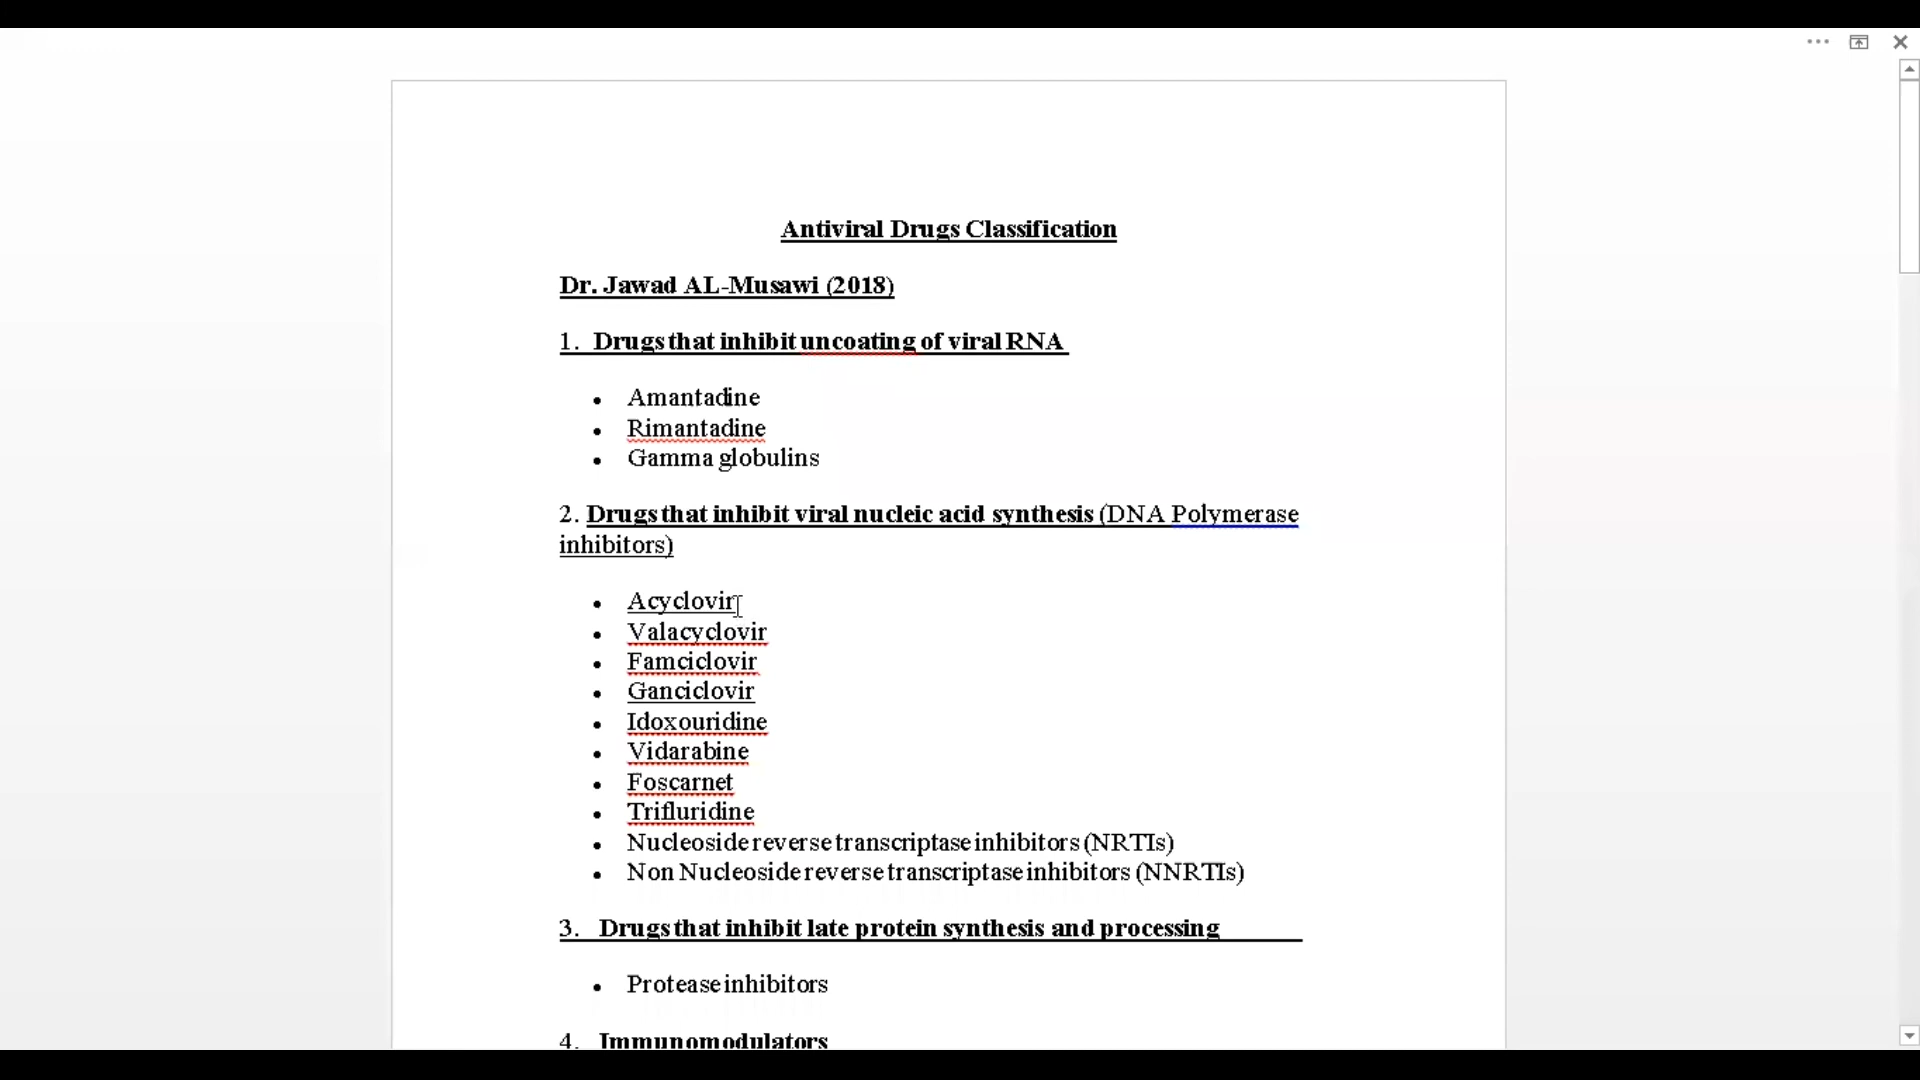 Antiviral Drugs Classification
Dr. Jawad AL-Musawi (2018)
1. Drugs that inhibit uncoating of viral RNA
• Amantadine
• Rimantadine
• Gamma globulins
2. Drugs that inhibit viral nucleic acid synthesis (DNA Polymerase
inhibitors)
• Acyclovir
• Valacyclovir
• Famciclovir
• Ganciclovir
• Idoxouridine
• Vidarabine
• Foscarnet
• Trifluridine
• Nucleoside reverse transcriptase inhibitors (NRTIs)
• Non Nucleoside reverse transcriptase inhibitors (NNRTIs)
3. Drugs that inhibit late protein synthesis and processing
• Protease inhibitors
4. Immunomodulators